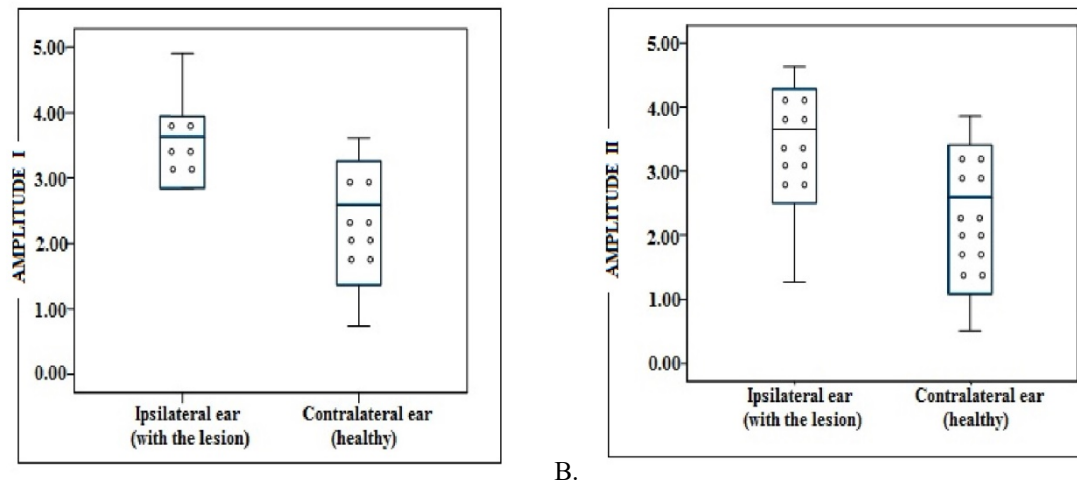 AMPLITUDE I
5.00
4.00
3.00
2.00
1.00
0.00
Ipsilateral ear
(with the lesion)
Contralateral ear
(healthy)
B.
AMPLITUDE II
5.00
4.00
3.00
2.00
1.00
0.00
Ipsilateral ear
(with the lesion)
Contralateral ear
(healthy)